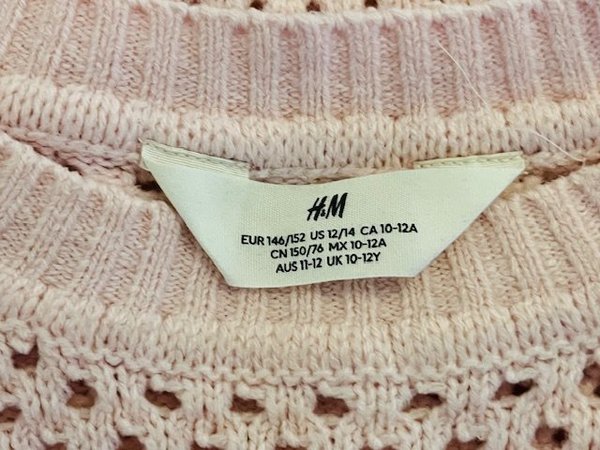 H&M
EUR 146/152 US 12/14 CA 10-12A
CN 150/76 MX 10-12A
AUS 11-12 UK 10-12Y